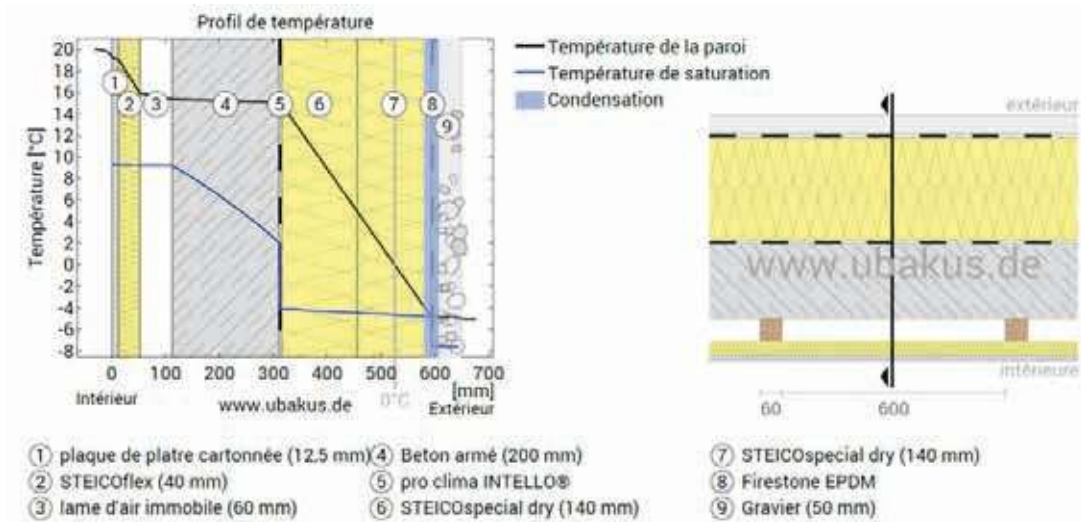 Profil de température
Température [°C]
20
18
16
14
12
10
8
6
4
2
0
-2
-4
-6
-8
1
2
3
4
5
6
7
8
9
0
100
200
300
400
500
600
700
[mm]
0°C
Intérieur
www.ubakus.de
Extérieur
Température de la paroi
Température de saturation
Condensation
extérieur
www.ubakus.de
intérieure
60
600
1 plaque de platre cartonnée (12,5 mm)
2 STEICOflex (40 mm)
3 lame d'air immobile (60 mm)
4 Beton armé (200 mm)
5 pro clima INTELLO®
6 STEICOspecial dry (140 mm)
7 STEICOspecial dry (140 mm)
8 Firestone EPDM
9 Gravier (50 mm)